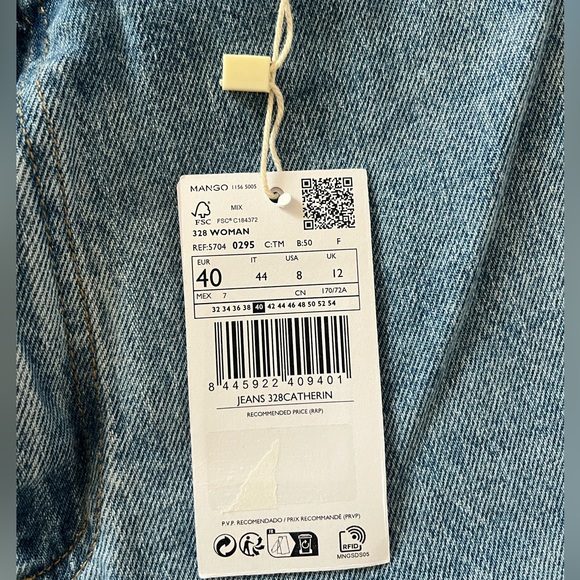 MANGO 1156 5005
MIX
FSC
FSC® C184372
328 WOMAN
REF:5704 0295 C:TM B:50 F
EUR IT USA UK
40 44 8 12
MEX 7 CN 170/72A
32 34 36 38 40 42 44 46 48 50 52 54
8 445922 409401
JEANS 328CATHERIN
RECOMMENDED PRICE (RRP)
P.V.P. RECOMENDADO / PRIX RECOMMANDÉ (PRVP)
FR
RFID
MNGSDS05